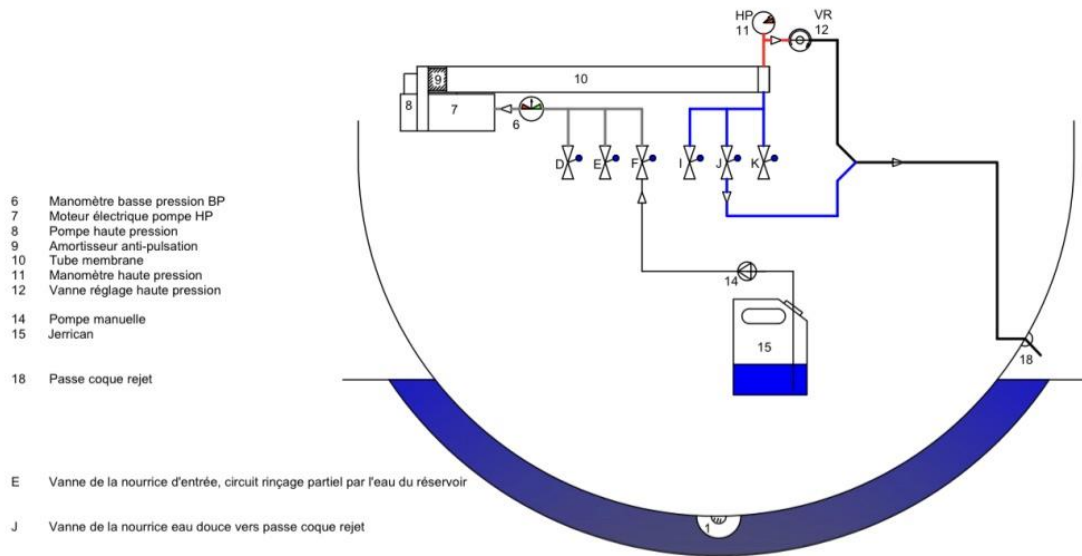 HP
11
VR
12
9
10
8
7
6
D
E
F
I
J
K
14
15
18
1
6 Manomètre basse pression BP
7 Moteur électrique pompe HP
8 Pompe haute pression
9 Amortisseur anti-pulsation
10 Tube membrane
11 Manomètre haute pression
12 Vanne réglage haute pression
14 Pompe manuelle
15 Jerrican
18 Passe coque rejet
E Vanne de la nourrice d'entrée, circuit rinçage partiel par l'eau du réservoir
J Vanne de la nourrice eau douce vers passe coque rejet